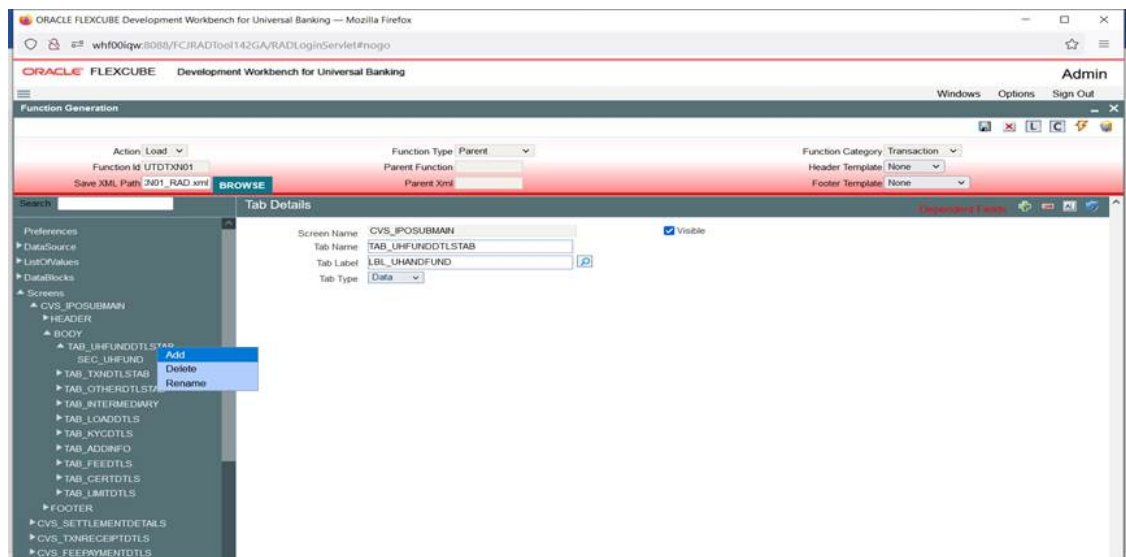 ORACLE FLEXCUBE Development Workbench for Universal Banking — Mozilla Firefox
whf00iqw:8088/FCJRADTool142GA/RADLoginServlet#nogo
ORACLE FLEXCUBE Development Workbench for Universal Banking Admin
Windows Options Sign Out
Function Generation
L C
Action Load Function Type Parent Function Category Transaction
Function Id UTDTXN01 Parent Function Header Template None
Save XML Path BROWSE Parent Xml Footer Template None
Search Tab Details Dependent Fields
Preferences Screen Name CVS_IPOSUBMAIN Visible
DataSource Tab Name TAB_UHFUNDDTLSTAB
ListOfValues Tab Label LBL_UHANDFUND
DataBlocks Tab Type Data
Screens
CVS_IPOSUBMAIN
HEADER
BODY
TAB_UHFUNDDTLSTAB
Add
SEC_UHFUND
Delete
TAB_TXNDTLSTAB
Rename
TAB_OTHERDTLSTAB
TAB_INTERMEDIARY
TAB_LOADDTLS
TAB_KYCDTLS
TAB_ADDINFO
TAB_FEEDTLS
TAB_CERTDTLS
TAB_LIMITDTLS
FOOTER
CVS_SETTLEMENTDETAILS
CVS_TXNRECEIPTDTLS
CVS_FEEPAYMENTDTLS